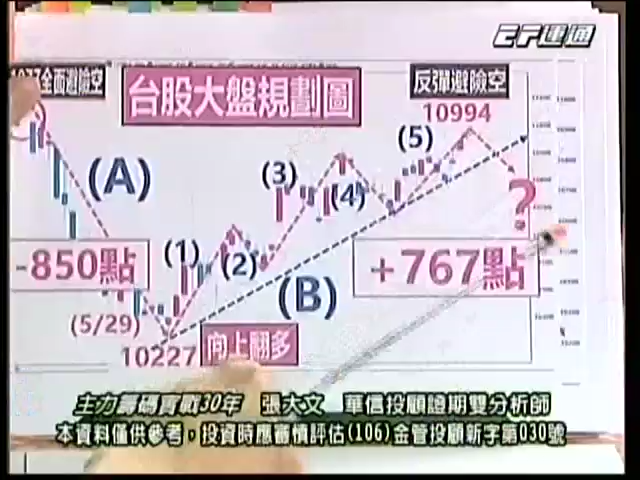 EF運通
全面避險空
台股大盤規劃圖
反彈避險空
10994
(5)
(3)
(A)
(4)
?
(1)
(2)
-850點
+767點
(B)
(5/29)
10227
向上翻多
主力籌碼實戰30年 張大文 華信投顧證期雙分析師
本資料僅供參考，投資時應審慎評估(106)金管投顧新字第030號